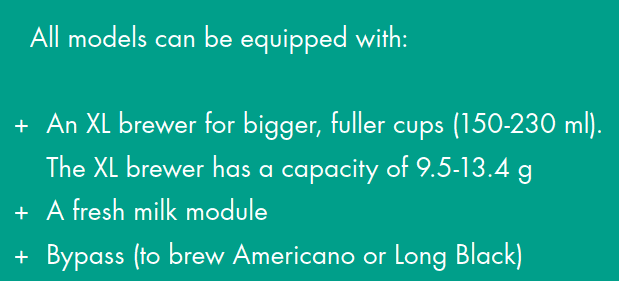 All models can be equipped with:
+ An XL brewer for bigger, fuller cups (150-230 ml).
The XL brewer has a capacity of 9.5-13.4 g
+ A fresh milk module
+ Bypass (to brew Americano or Long Black)